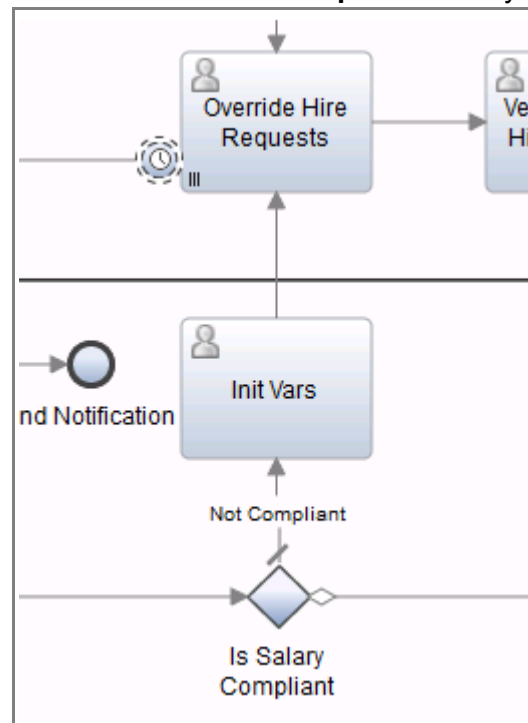 Override Hire
Requests
Init Vars
nd Notification
Not Compliant
Is Salary
Compliant